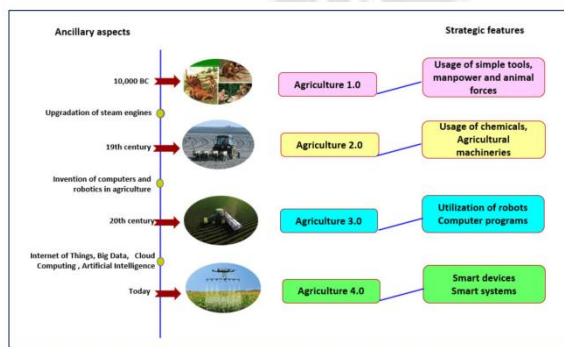 Ancillary aspects
Strategic features
10,000 BC
Agriculture 1.0
Usage of simple tools,
manpower and animal
forces
Upgradation of steam engines
19th century
Agriculture 2.0
Usage of chemicals,
Agricultural
machineries
Invention of computers and
robotics in agriculture
20th century
Agriculture 3.0
Utilization of robots
Computer programs
Internet of Things, Big Data, Cloud
Computing , Artificial Intelligence
Today
Agriculture 4.0
Smart devices
Smart systems